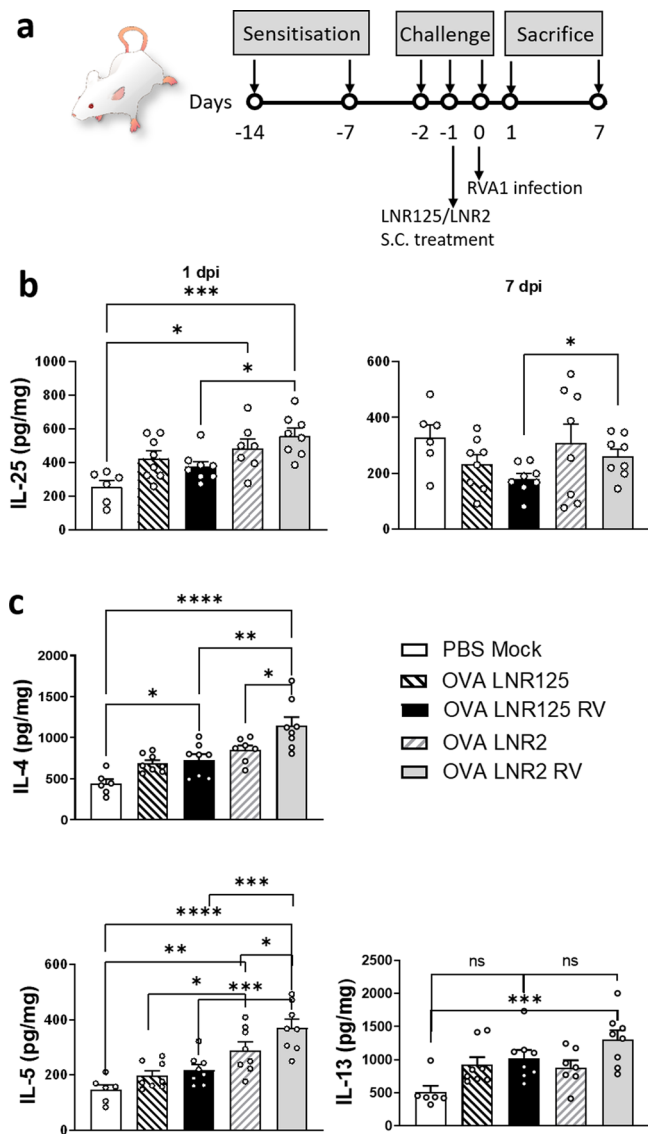 a
Sensitisation Challenge Sacrifice
Days
-14 -7 -2 -1 0 1 7
RVA1 infection
LNR125/LNR2
S.C. treatment
b
1 dpi
***
*
*
IL-25 (pg/mg)
1000
800
600
400
200
0
7 dpi
*
600
400
200
0
c
****
**
*
*
IL-4 (pg/mg)
2000
1500
1000
500
0
PBS Mock
OVA LNR125
OVA LNR125 RV
OVA LNR2
OVA LNR2 RV
***
****
**
*
*
***
IL-5 (pg/mg)
600
400
200
0
ns ns
***
IL-13 (pg/mg)
2500
2000
1500
1000
500
0